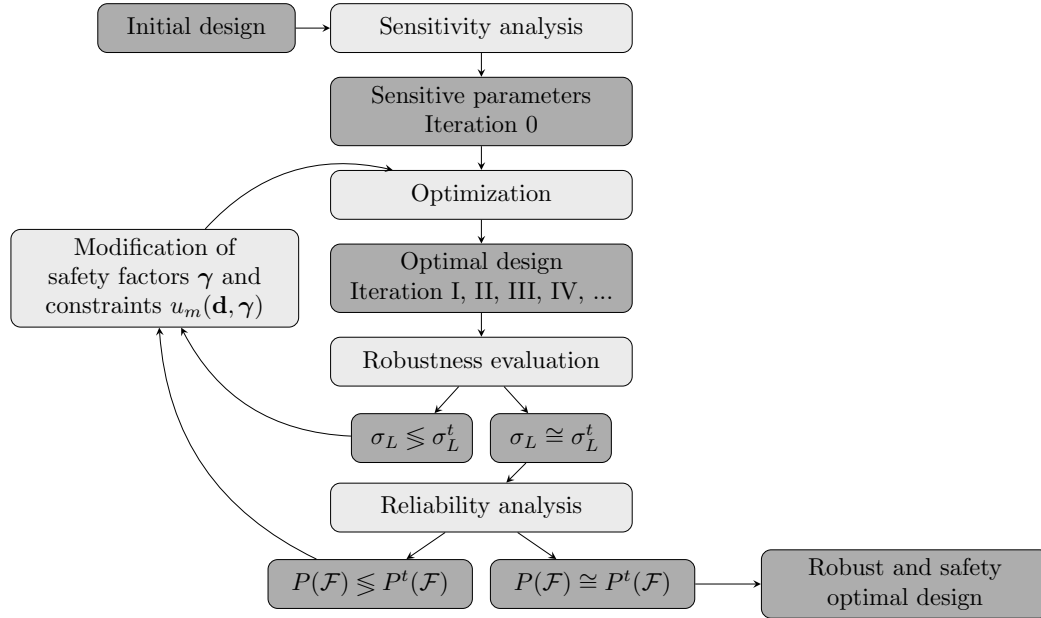 Initial design
Sensitivity analysis
Sensitive parameters
Iteration 0
Optimization
Modification of
safety factors γ and
constraints u_m(d, γ)
Optimal design
Iteration I, II, III, IV, ...
Robustness evaluation
σ_L ≶ σ_L^t
σ_L ≅ σ_L^t
Reliability analysis
P(ℱ) ≶ P^t(ℱ)
P(ℱ) ≅ P^t(ℱ)
Robust and safety
optimal design